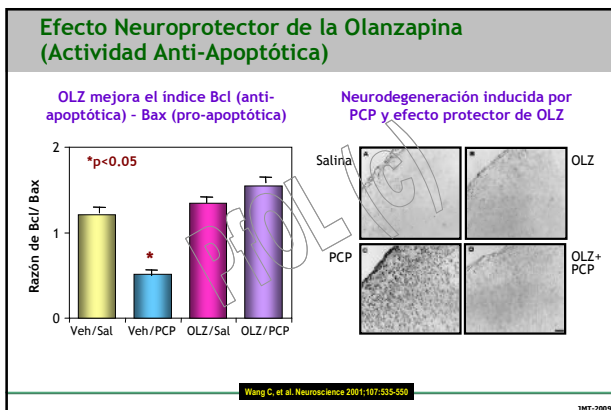 Efecto Neuroprotector de la Olanzapina
(Actividad Anti-Apoptótica)
OLZ mejora el índice Bcl (anti-
apoptótica) – Bax (pro-apoptótica)
2
*p<0.05
Razón de Bcl/ Bax
1
*
0
Veh/Sal
Veh/PCP
OLZ/Sal
OLZ/PCP
Neurodegeneración inducida por
PCP y efecto protector de OLZ
Salina
A
B
OLZ
PCP
C
D
OLZ+
PCP
Wang C, et al. Neuroscience 2001;107:535-550
JMT-2009